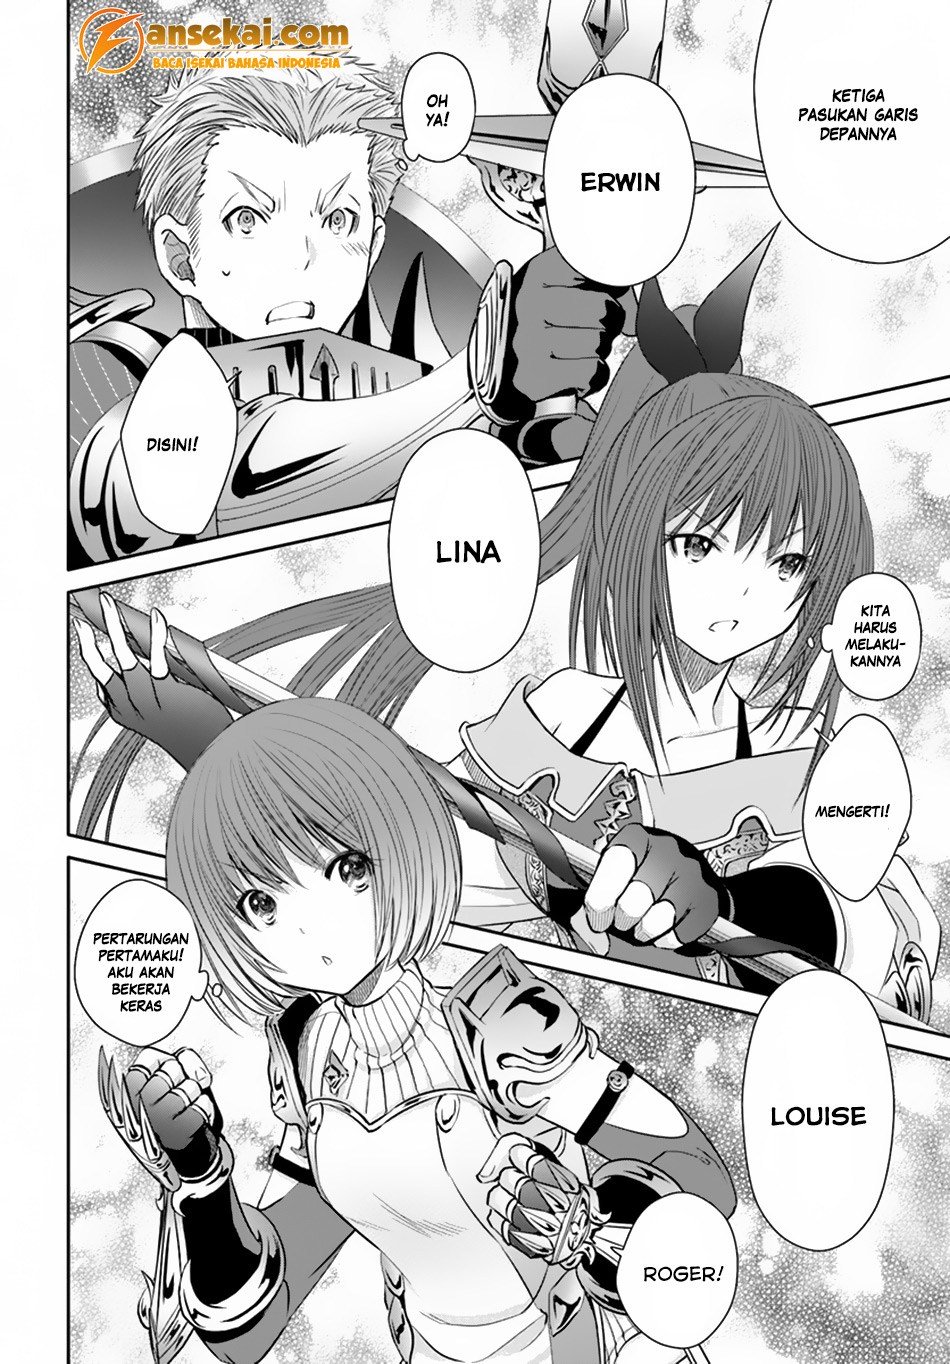 ansekai.com
BACA ISEKAI BAHASA INDONESIA
KETIGA
PASUKAN GARIS
DEPANNYA
ERWIN
OH
YA!
DISINI!
LINA
KITA
HARUS
MELAKU-
KANNYA
MENGERTI!
LOUISE
PERTARUNGAN
PERTAMAKU!
AKU AKAN
BEKERJA
KERAS
ROGER!